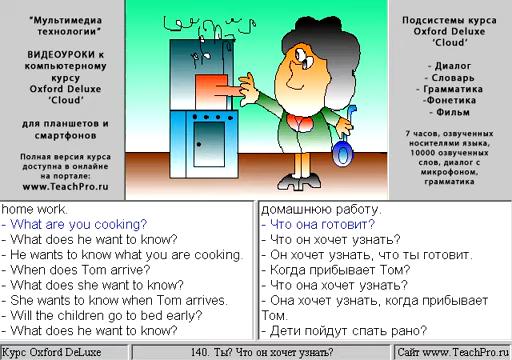 "Мультимедиа
технологии"
ВИДЕОУРОКИ к
компьютерному
курсу
Oxford Deluxe
'Cloud'
для планшетов и
смартфонов
Полная версия курса
доступна в онлайне
на портале:
www.TeachPro.ru
Подсистемы курса
Oxford Deluxe
'Cloud'
- Диалог
- Словарь
- Грамматика
-Фонетика
- Фильм
7 часов, озвученных
носителями языка,
10000 озвученных
слов, диалог с
микрофоном,
грамматика
home work.
- What are you cooking?
- What does he want to know?
- He wants to know what you are cooking.
- When does Tom arrive?
- What does she want to know?
- She wants to know when Tom arrives.
- Will the children go to bed early?
- What does he want to know?
домашнюю работу.
- Что она готовит?
- Что он хочет узнать?
- Он хочет узнать, что ты готовит.
- Когда прибывает Том?
- Что она хочет узнать?
- Она хочет узнать, когда прибывает
Том.
- Дети пойдут спать рано?
Курс Oxford DeLuxe
140. Ты? Что он хочет узнать?
Сайт www.TeachPro.ru